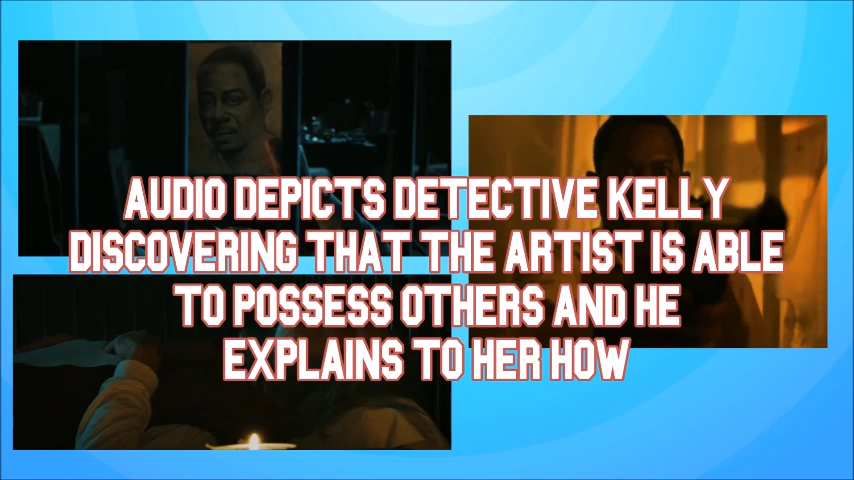 AUDIO DEPICTS DETECTIVE KELLY
DISCOVERING THAT THE ARTIST IS ABLE
TO POSSESS OTHERS AND HE
EXPLAINS TO HER HOW